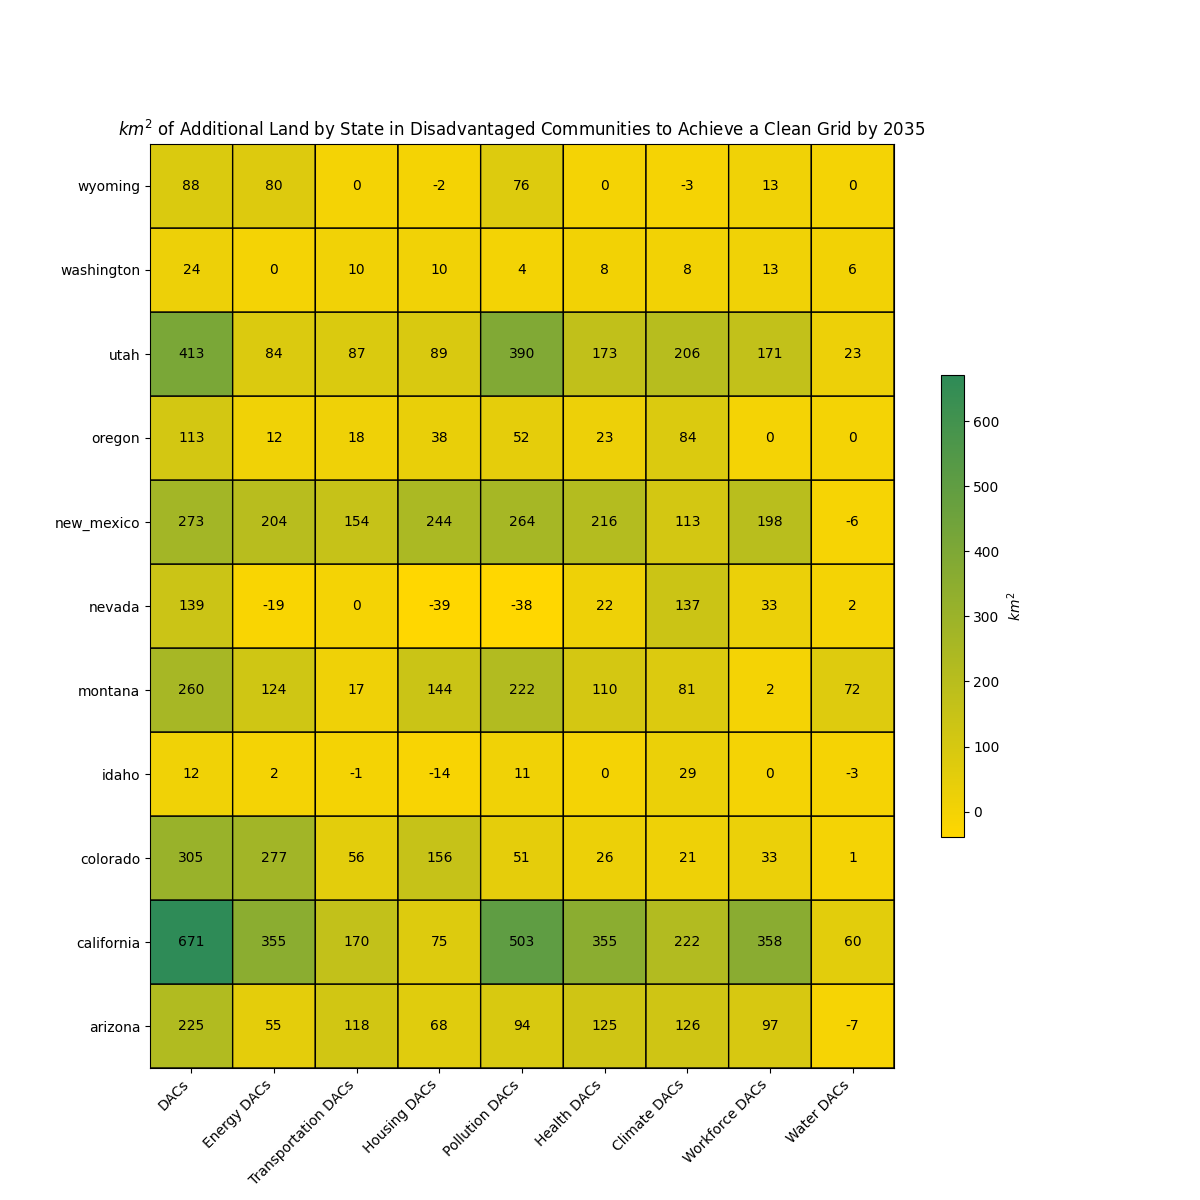 km² of Additional Land by State in Disadvantaged Communities to Achieve a Clean Grid by 2035
wyoming 88 80 0 -2 76 0 -3 13 0
washington 24 0 10 10 4 8 8 13 6
utah 413 84 87 89 390 173 206 171 23
oregon 113 12 18 38 52 23 84 0 0
new_mexico 273 204 154 244 264 216 113 198 -6
nevada 139 -19 0 -39 -38 22 137 33 2
montana 260 124 17 144 222 110 81 2 72
idaho 12 2 -1 -14 11 0 29 0 -3
colorado 305 277 56 156 51 26 21 33 1
california 671 355 170 75 503 355 222 358 60
arizona 225 55 118 68 94 125 126 97 -7
DACs Energy DACs Transportation DACs Housing DACs Pollution DACs Health DACs Climate DACs Workforce DACs Water DACs
600
500
400
300
200
100
0
km²